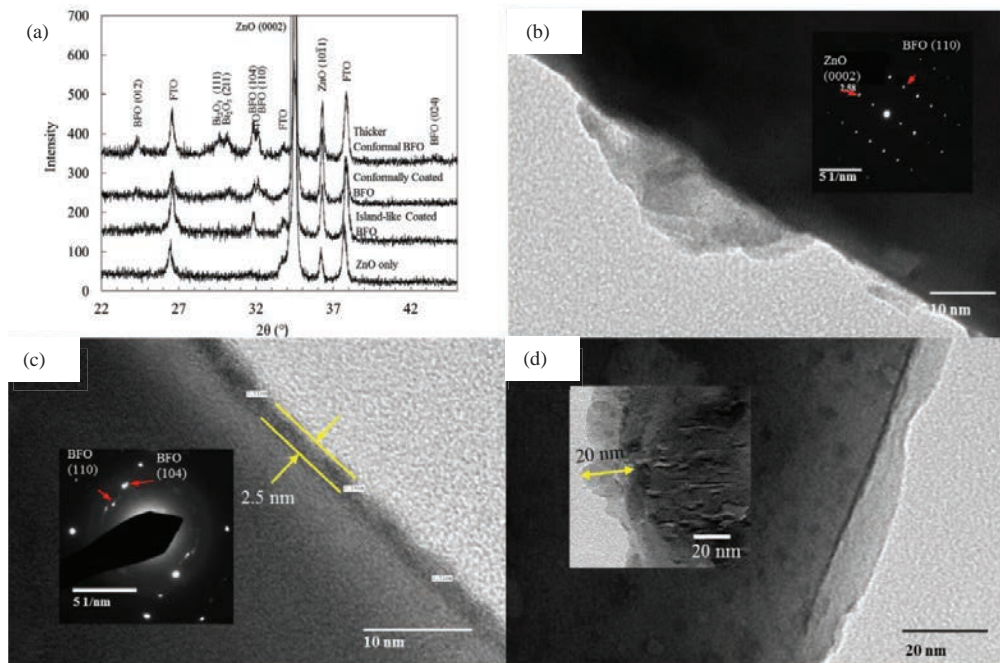 (a)
700
600
500
400
300
200
100
0
Intensity
22
27
32
37
42
2θ (°)
BFO (012)
FTO
Bi₂O₃ (111)
Bi₂O₃ (211)
BFO (104)
BFO (110)
FTO
ZnO (0002)
ZnO (101̅1)
FTO
BFO (024)
Thicker
Conformal BFO
Conformally Coated
BFO
Island-like Coated
BFO
ZnO only
(b)
BFO (110)
ZnO
(0002)
2.58
5 1/nm
10 nm
(c)
BFO
(110)
BFO
(104)
2.5 nm
5 1/nm
10 nm
(d)
20 nm
20 nm
20 nm